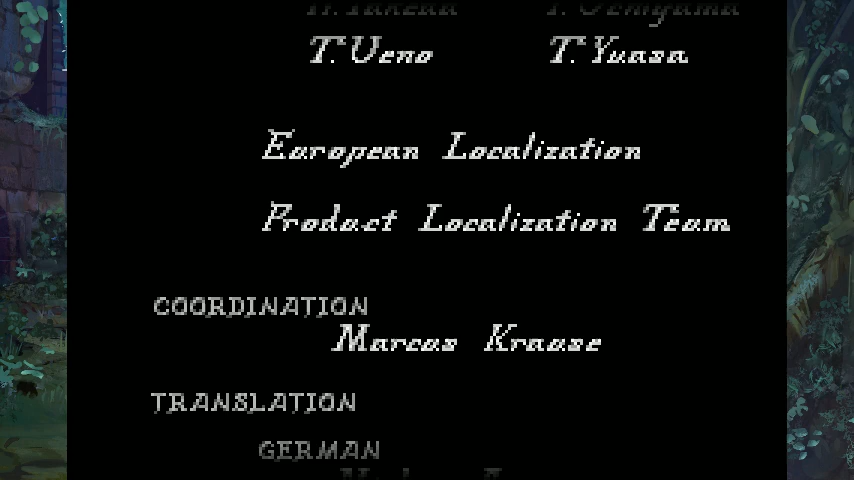 T. Ueno T. Yuasa
European Localization
Product Localization Team
COORDINATION
Marcus Krause
TRANSLATION
GERMAN